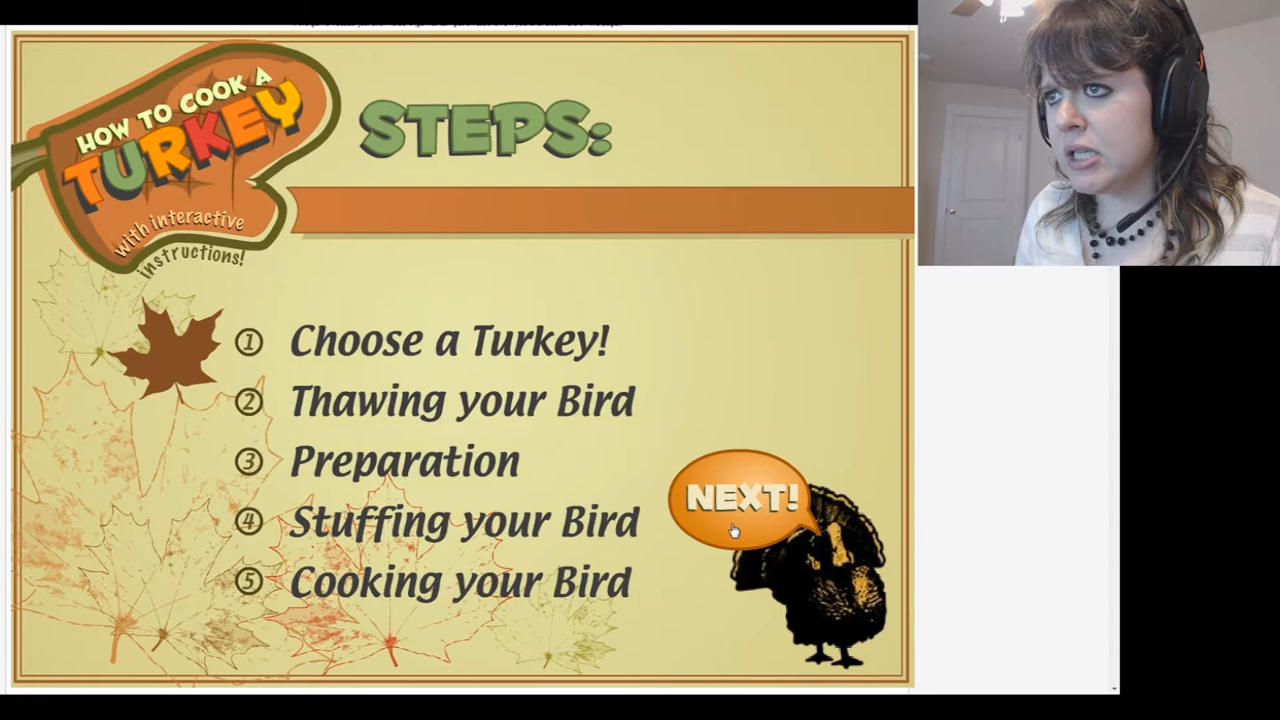 HOW TO COOK A
TURKEY
with interactive
instructions!
STEPS:
1 Choose a Turkey!
2 Thawing your Bird
3 Preparation
4 Stuffing your Bird
5 Cooking your Bird
NEXT!